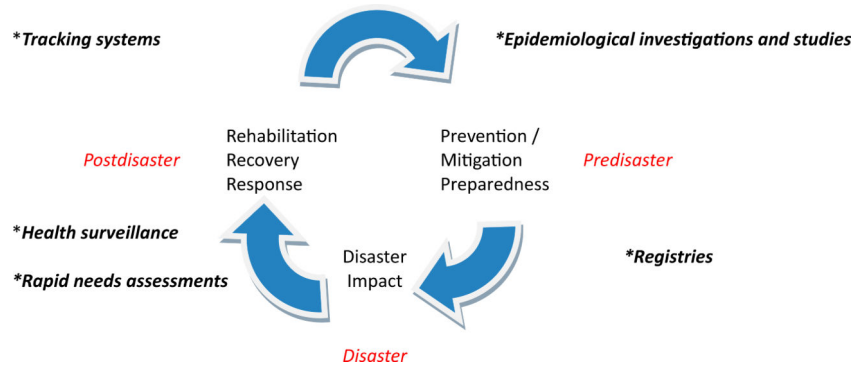 *Tracking systems
*Epidemiological investigations and studies
Postdisaster
Rehabilitation
Recovery
Response
Prevention /
Mitigation
Preparedness
Predisaster
*Health surveillance
*Rapid needs assessments
Disaster
Impact
*Registries
Disaster